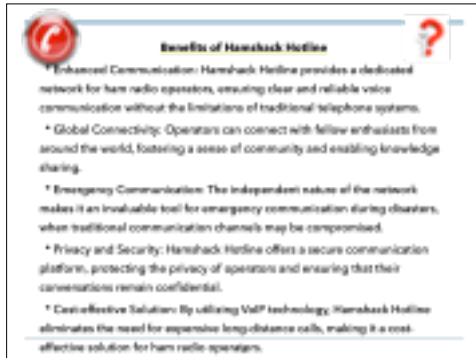 Benefits of Hamshack Hotline
* Enhanced Communication: Hamshack Hotline provides a dedicated
network for ham radio operators, ensuring clear and reliable voice
communication without the limitations of traditional telephone systems.
* Global Connectivity: Operators can connect with fellow enthusiasts from
around the world, fostering a sense of community and enabling knowledge
sharing.
* Emergency Communication: The independent nature of the network
makes it an invaluable tool for emergency communication during disasters,
when traditional communication channels may be compromised.
* Privacy and Security: Hamshack Hotline offers a secure communication
platform, protecting the privacy of operators and ensuring that their
conversations remain confidential.
* Cost-effective Solution: By utilizing VoIP technology, Hamshack Hotline
eliminates the need for expensive long-distance calls, making it a cost-
effective solution for ham radio operators.